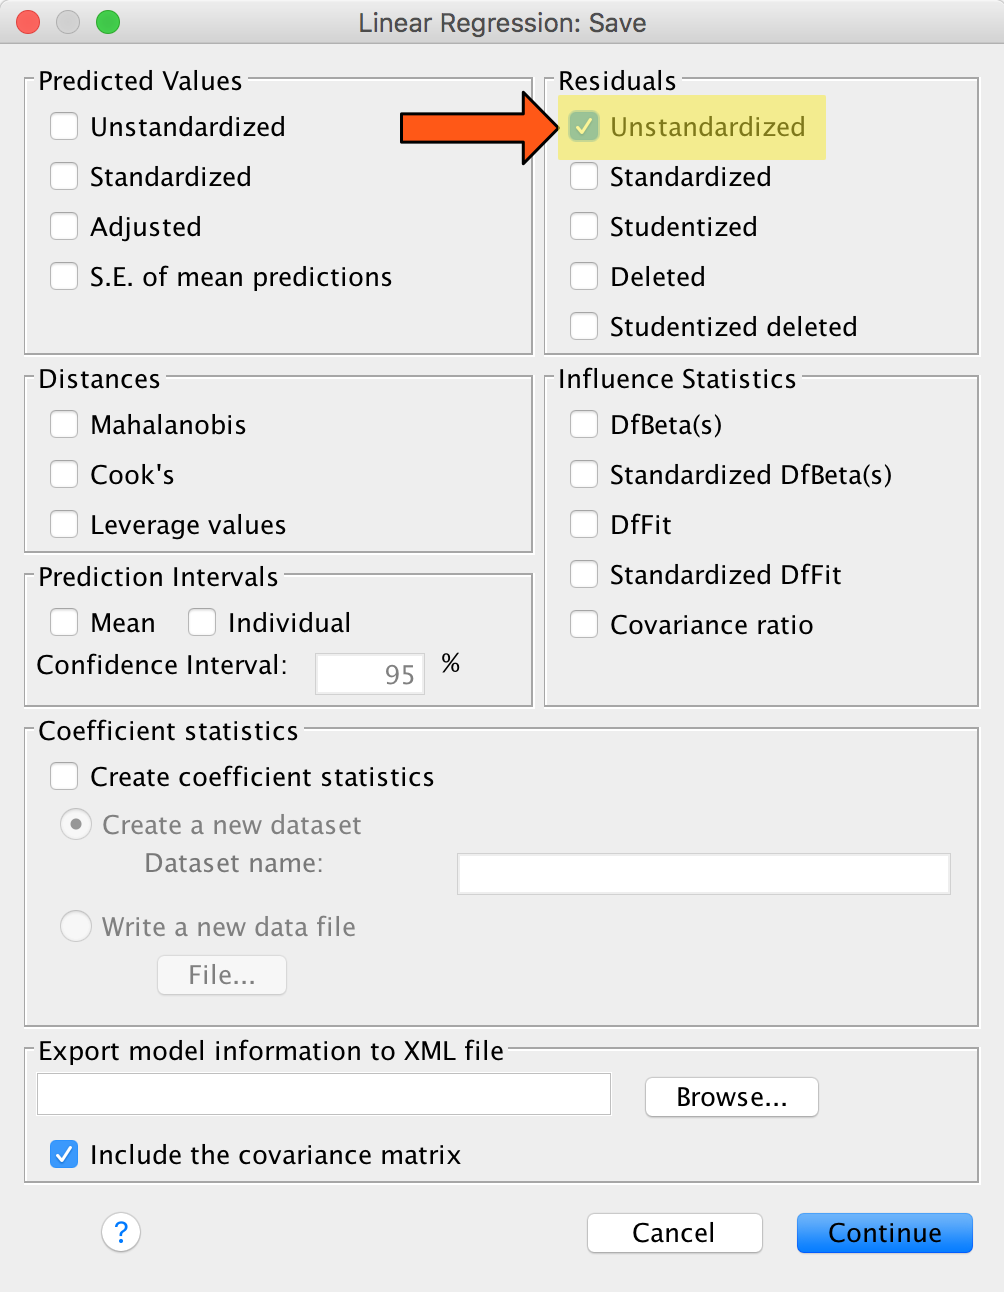 Linear Regression: Save
Predicted Values
Unstandardized
Standardized
Adjusted
S.E. of mean predictions
Residuals
Unstandardized
Standardized
Studentized
Deleted
Studentized deleted
Distances
Mahalanobis
Cook's
Leverage values
Influence Statistics
DfBeta(s)
Standardized DfBeta(s)
DfFit
Standardized DfFit
Covariance ratio
Prediction Intervals
Mean Individual
Confidence Interval: 95 %
Coefficient statistics
Create coefficient statistics
Create a new dataset
Dataset name:
Write a new data file
File...
Export model information to XML file
Browse...
Include the covariance matrix
? Cancel Continue